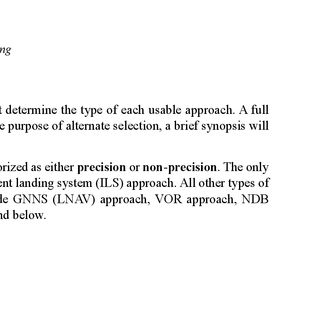 ng
t determine the type of each usable approach. A full
e purpose of alternate selection, a brief synopsis will
orized as either precision or non-precision. The only
ent landing system (ILS) approach. All other types of
de GNNS (LNAV) approach, VOR approach, NDB
nd below.